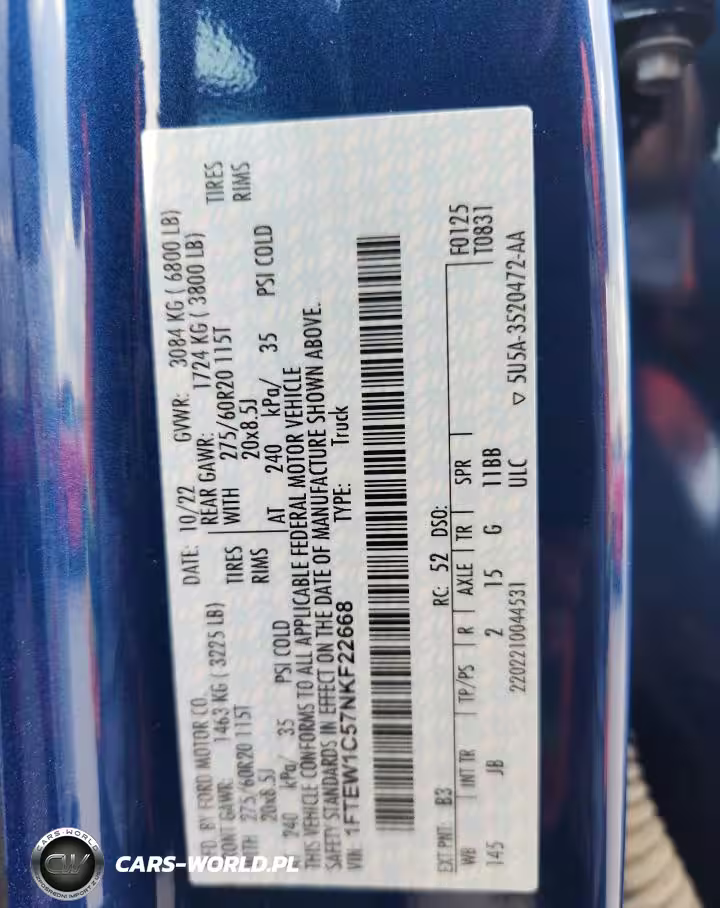 MFD. BY FORD MOTOR CO.
DATE: 10/22 GVWR: 3084 KG ( 6800 LB)
FRONT GAWR: 1463 KG ( 3225 LB)
REAR GAWR: 1724 KG ( 3800 LB)
WITH 275/60R20 115T TIRES
WITH 275/60R20 115T TIRES
20x8.5J RIMS
20x8.5J RIMS
AT 240 kPa/ 35 PSI COLD
AT 240 kPa/ 35 PSI COLD
THIS VEHICLE CONFORMS TO ALL APPLICABLE FEDERAL MOTOR VEHICLE
SAFETY STANDARDS IN EFFECT ON THE DATE OF MANUFACTURE SHOWN ABOVE.
VIN: 1FTEW1C57NKF22668 TYPE: Truck
EXT PNT: B3 RC: 52 DSO: F0125
WB INT TR TP/PS R AXLE TR SPR T0831
145 JB 2 15 G 11BB
2202210044531 ULC ▽ 5U5A-3520472-AA
CARS-WORLD
CW
CARS-WORLD.PL